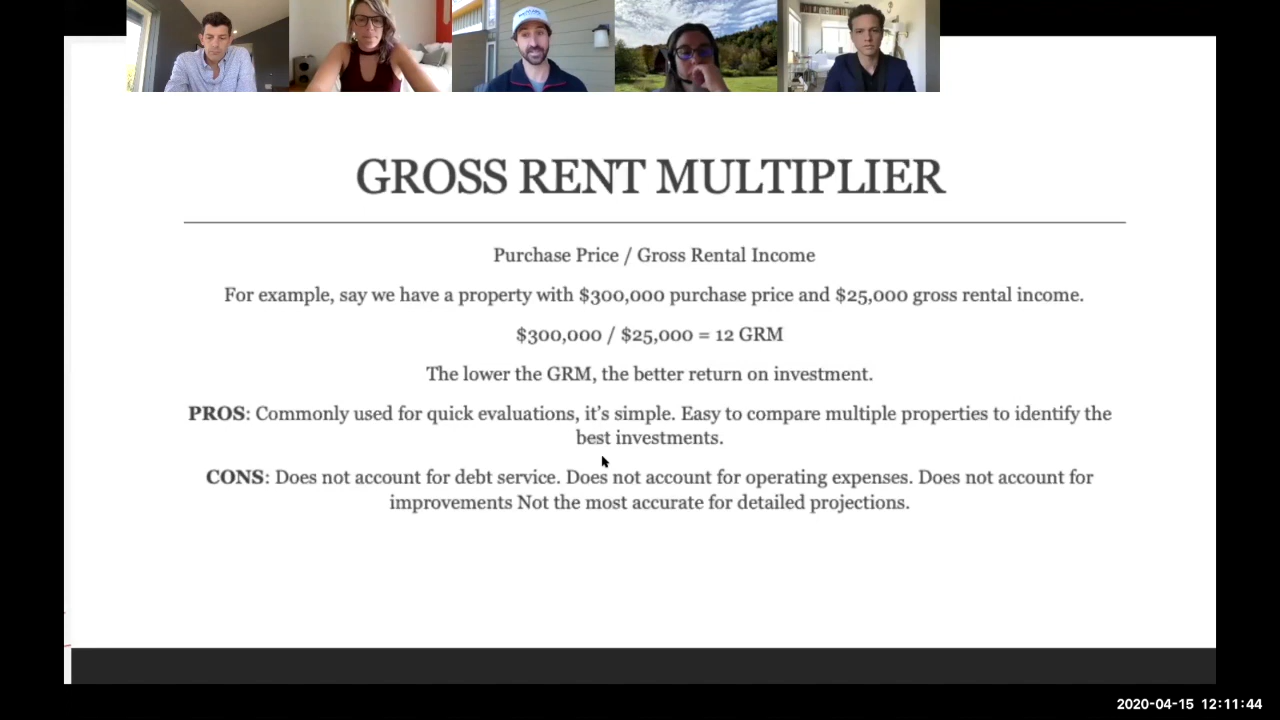 GROSS RENT MULTIPLIER
Purchase Price / Gross Rental Income
For example, say we have a property with $300,000 purchase price and $25,000 gross rental income.
$300,000 / $25,000 = 12 GRM
The lower the GRM, the better return on investment.
PROS: Commonly used for quick evaluations, it’s simple. Easy to compare multiple properties to identify the
best investments.
CONS: Does not account for debt service. Does not account for operating expenses. Does not account for
improvements Not the most accurate for detailed projections.
2020-04-15 12:11:44